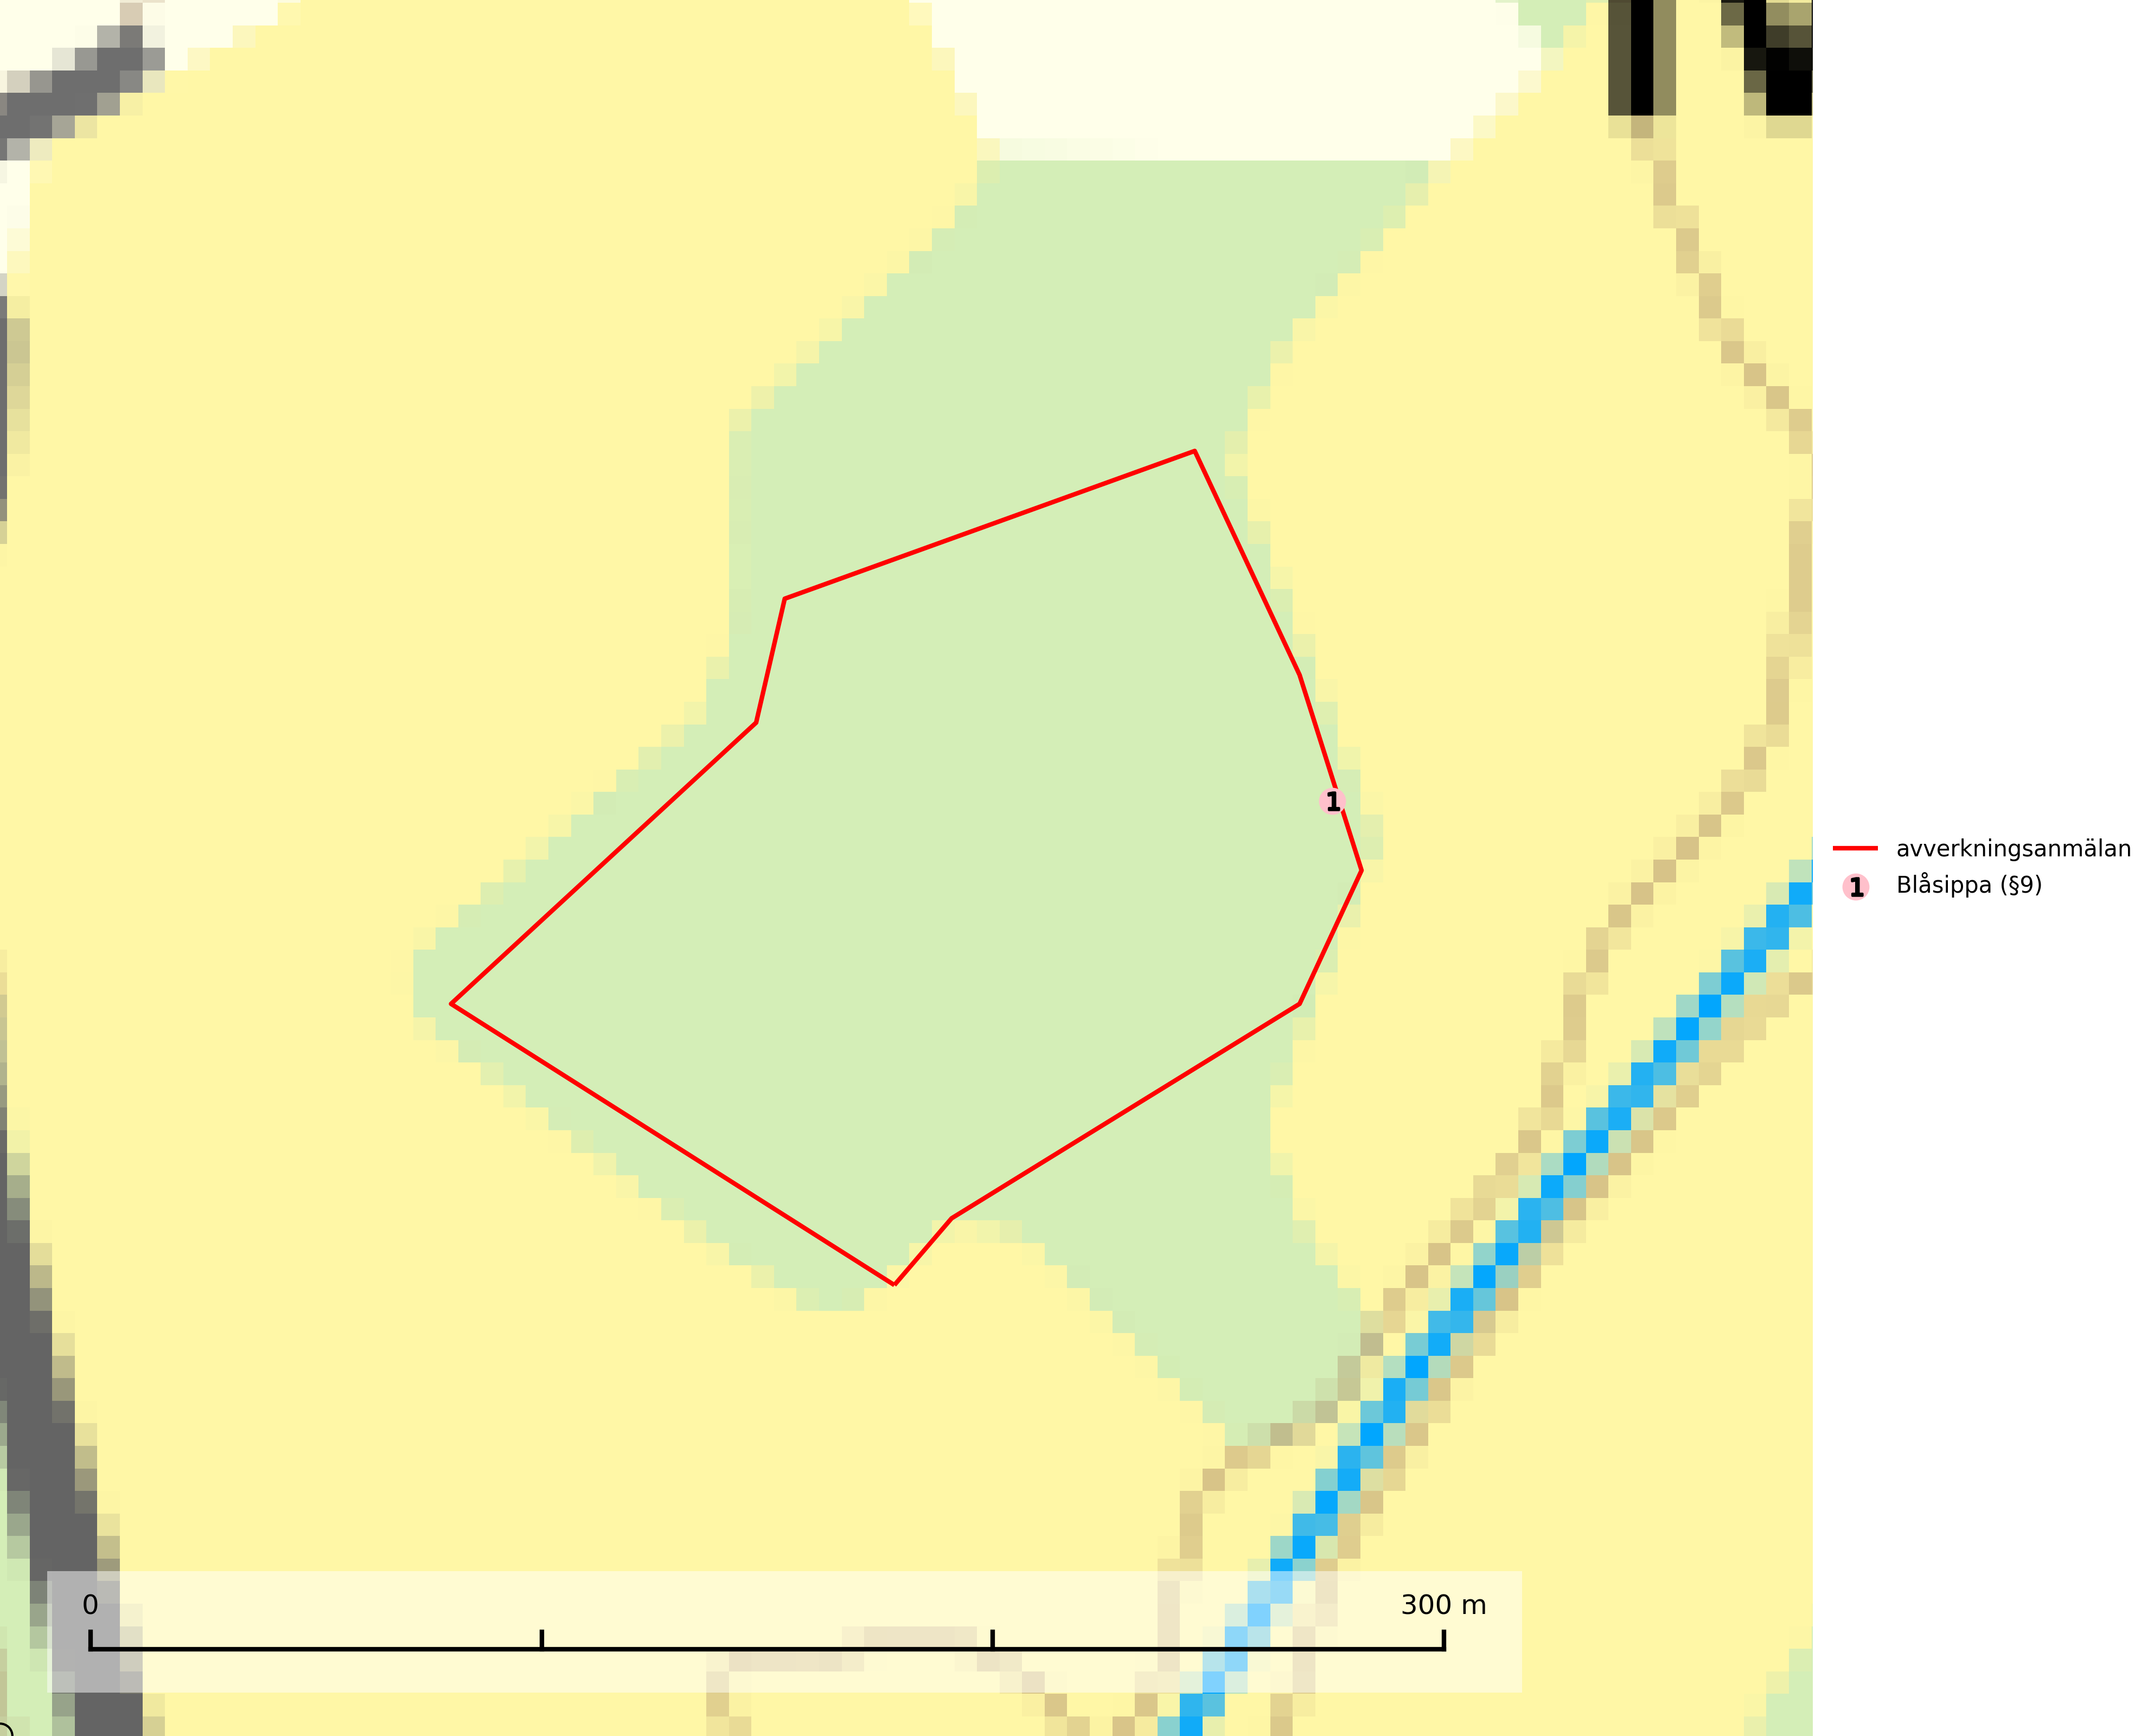 1
avverkningsanmälan
1 Blåsippa (§9)
0 300 m